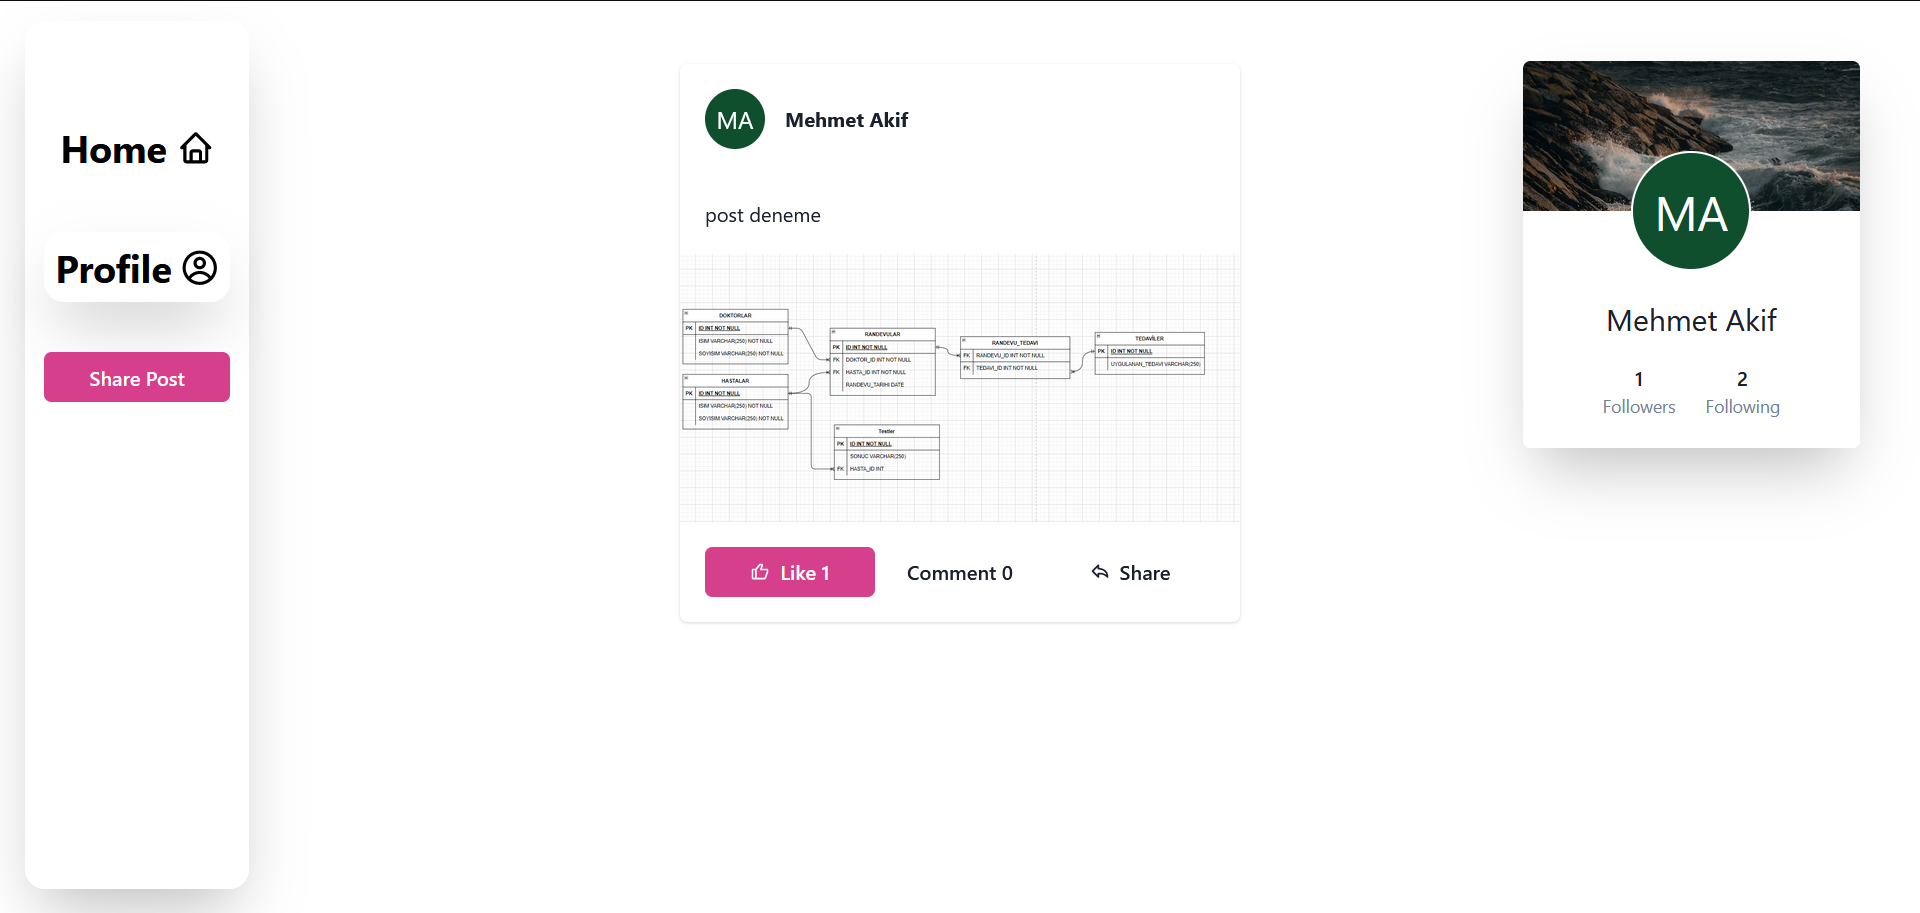 Home
Profile
Share Post
MA
Mehmet Akif
post deneme
DOKTORLAR
PK ID INT NOT NULL
ISIM VARCHAR(250) NOT NULL
SOYISIM VARCHAR(250) NOT NULL
HASTALAR
PK ID INT NOT NULL
ISIM VARCHAR(250) NOT NULL
SOYISIM VARCHAR(250) NOT NULL
RANDEVULAR
PK ID INT NOT NULL
FK DOKTOR_ID INT NOT NULL
FK HASTA_ID INT NOT NULL
RANDEVU_TARIHI DATE
Testler
PK ID INT NOT NULL
SONUC VARCHAR(250)
FK HASTA_ID INT
RANDEVU_TEDAVI
FK RANDEVU_ID INT NOT NULL
FK TEDAVI_ID INT NOT NULL
TEDAVİLER
PK ID INT NOT NULL
UYGULANAN_TEDAVI VARCHAR(250)
Like 1
Comment 0
Share
MA
Mehmet Akif
1
Followers
2
Following